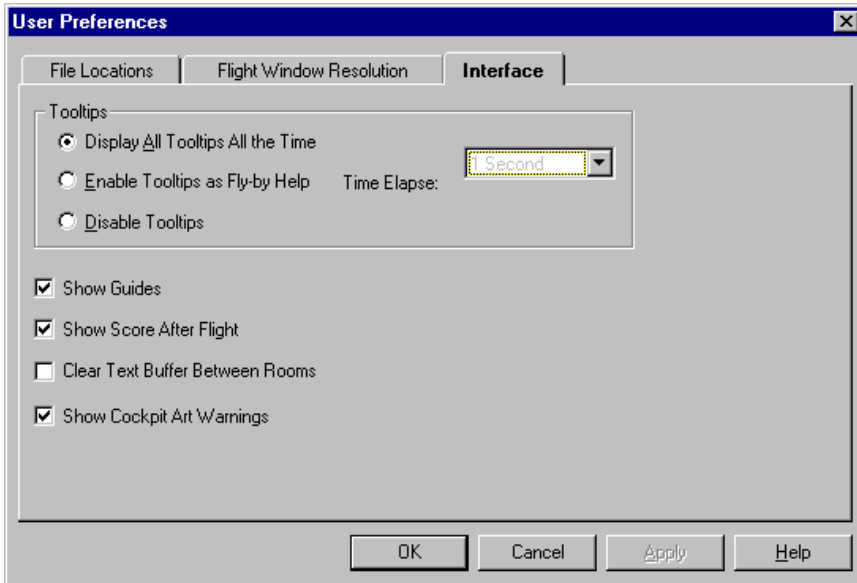 User Preferences
File Locations
Flight Window Resolution
Interface
Tooltips
Display All Tooltips All the Time
Enable Tooltips as Fly-by Help
Time Elapse:
1 Second
Disable Tooltips
Show Guides
Show Score After Flight
Clear Text Buffer Between Rooms
Show Cockpit Art Warnings
OK
Cancel
Apply
Help